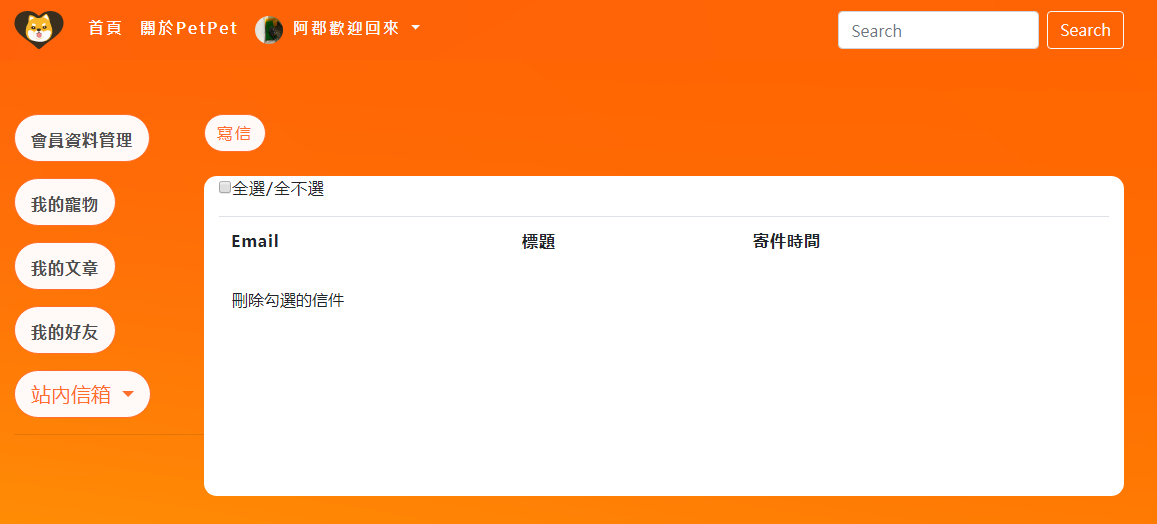 首頁 關於PetPet 阿郡歡迎回來 Search Search
會員資料管理
我的寵物
我的文章
我的好友
站內信箱
寫信
全選/全不選
Email 標題 寄件時間
刪除勾選的信件